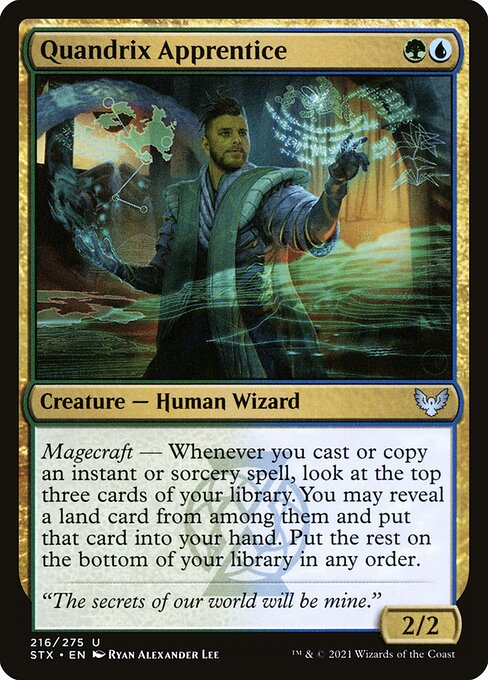 Quandrix Apprentice
Creature — Human Wizard
Magecraft — Whenever you cast or copy
an instant or sorcery spell, look at the top
three cards of your library. You may reveal
a land card from among them and put
that card into your hand. Put the rest on
the bottom of your library in any order.
“The secrets of our world will be mine.”
2/2
216/275 U
STX • EN Ryan Alexander Lee
™ & © 2021 Wizards of the Coast